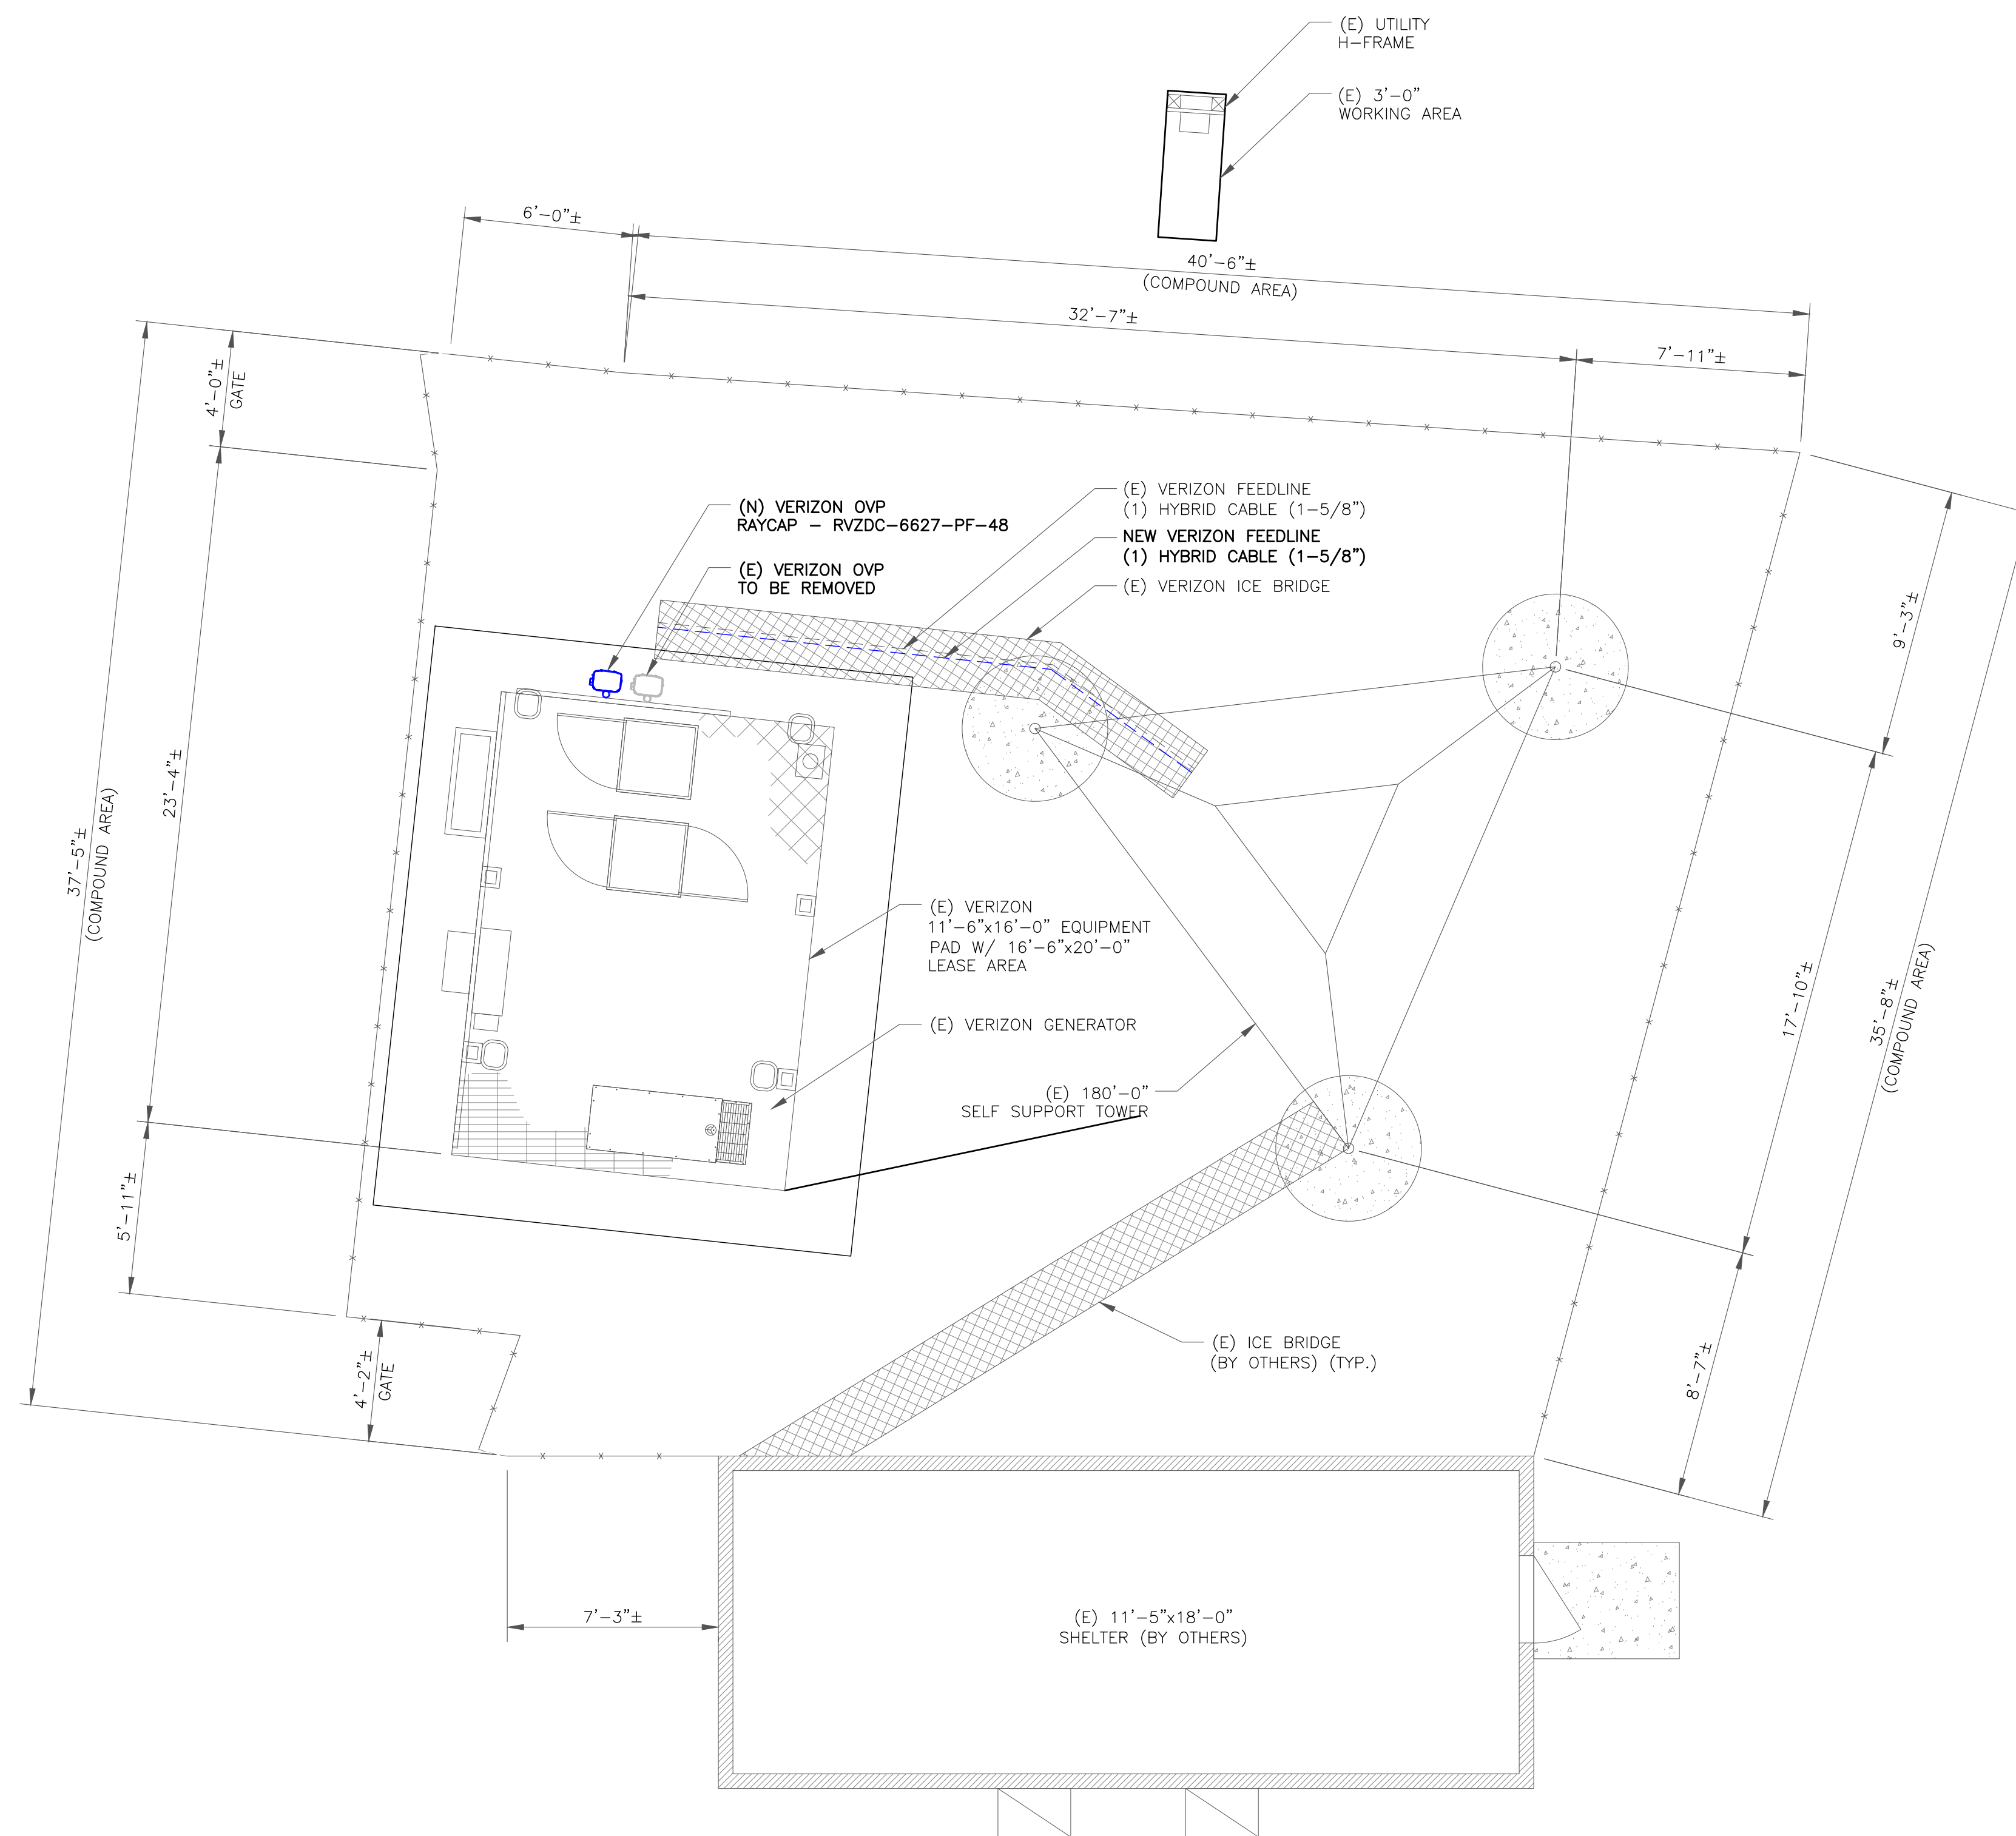 (E) UTILITY
H-FRAME
(E) 3'-0"
WORKING AREA
6'-0"±
40'-6"±
(COMPOUND AREA)
32'-7"±
7'-11"±
4'-0"±
GATE
(N) VERIZON OVP
RAYCAP - RVZDC-6627-PF-48
(E) VERIZON OVP
TO BE REMOVED
(E) VERIZON FEEDLINE
(1) HYBRID CABLE (1-5/8")
NEW VERIZON FEEDLINE
(1) HYBRID CABLE (1-5/8")
(E) VERIZON ICE BRIDGE
9'-3"±
23'-4"±
37'-5"±
(COMPOUND AREA)
(E) VERIZON
11'-6"x16'-0" EQUIPMENT
PAD W/ 16'-6"x20'-0"
LEASE AREA
(E) VERIZON GENERATOR
17'-10"±
35'-8"±
(COMPOUND AREA)
(E) 180'-0"
SELF SUPPORT TOWER
5'-11"±
4'-2"±
GATE
(E) ICE BRIDGE
(BY OTHERS) (TYP.)
8'-7"±
7'-3"±
(E) 11'-5"x18'-0"
SHELTER (BY OTHERS)